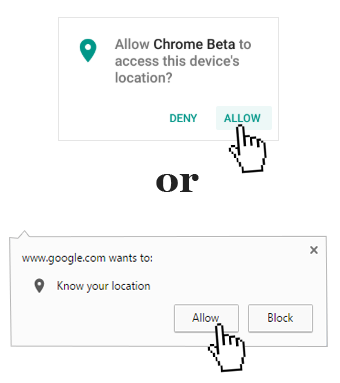 Allow Chrome Beta to
access this device's
location?
DENY ALLOW
or
www.google.com wants to:
Know your location
Allow Block